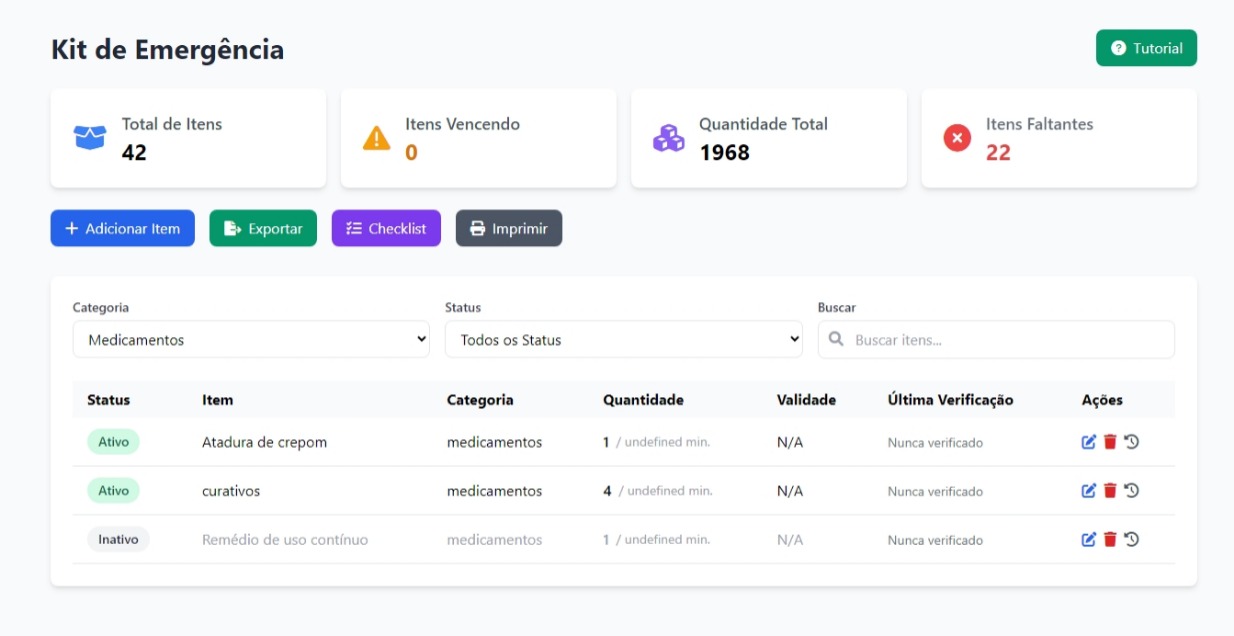 Kit de Emergência
Tutorial
Total de Itens
42
Itens Vencendo
0
Quantidade Total
1968
Itens Faltantes
22
Adicionar Item
Exportar
Checklist
Imprimir
Categoria
Medicamentos
Status
Todos os Status
Buscar
Buscar itens...
Status Item Categoria Quantidade Validade Última Verificação Ações
Ativo Atadura de crepom medicamentos 1 / undefined min. N/A Nunca verificado
Ativo curativos medicamentos 4 / undefined min. N/A Nunca verificado
Inativo Remédio de uso contínuo medicamentos 1 / undefined min. N/A Nunca verificado